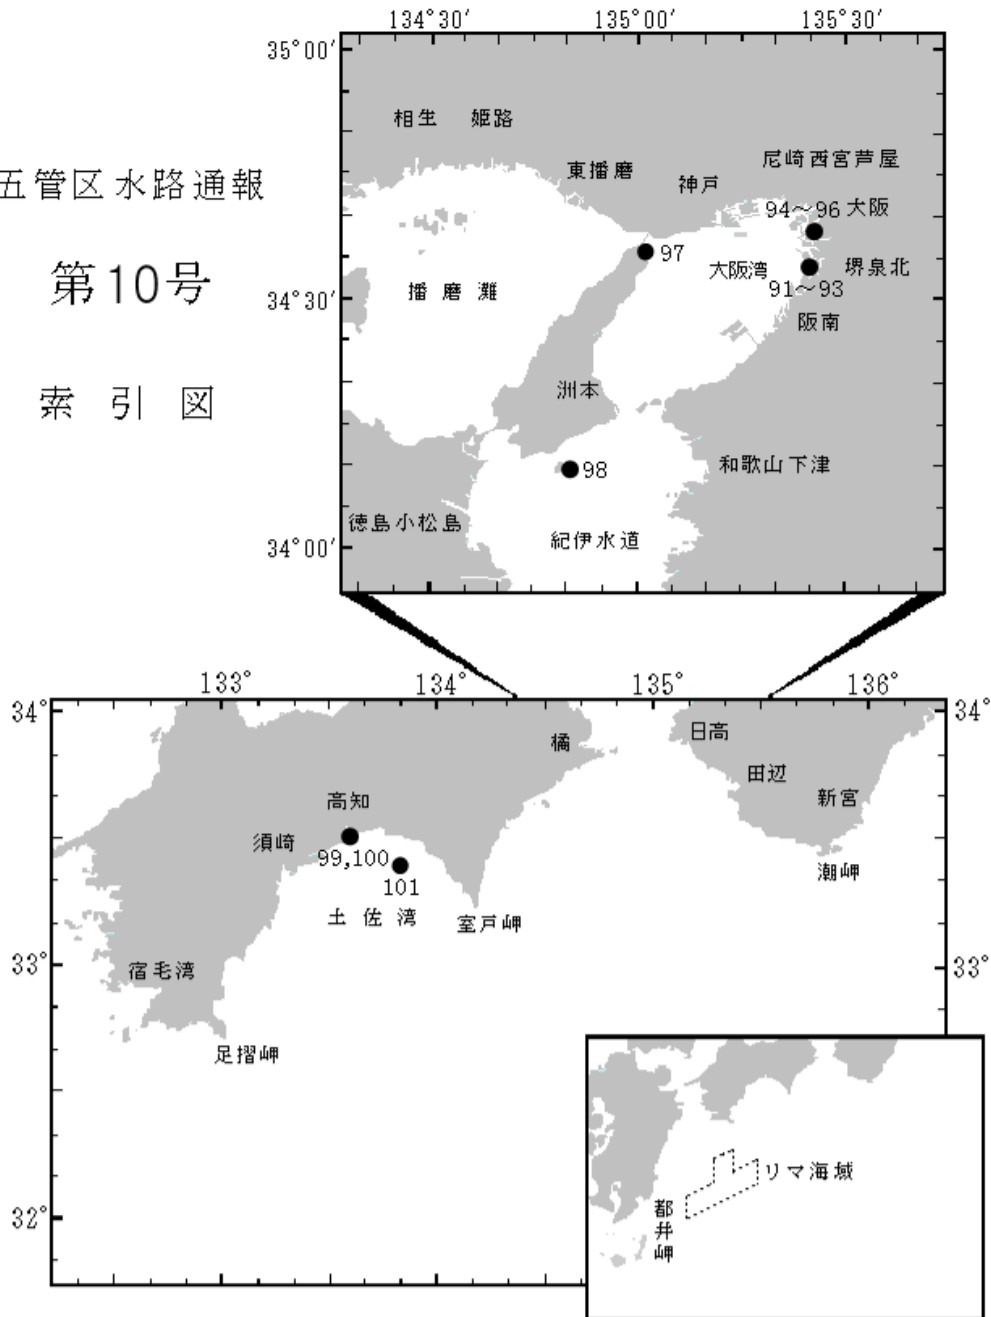 134°30′
135°00′
135°30′
35°00′
相生
姫路
東播磨
神戸
尼崎西宮芦屋
五管区水路通報
94～96
大阪
97
大阪湾
堺泉北
第10号
播磨灘
91～93
34°30′
阪南
索引図
洲本
98
和歌山下津
徳島小松島
紀伊水道
34°00′
133°
134°
135°
136°
34°
34°
橘
日高
田辺
高知
新宮
須崎
99,100
潮岬
101
土佐湾
室戸岬
33°
宿毛湾
33°
足摺岬
リマ海域
都井岬
32°